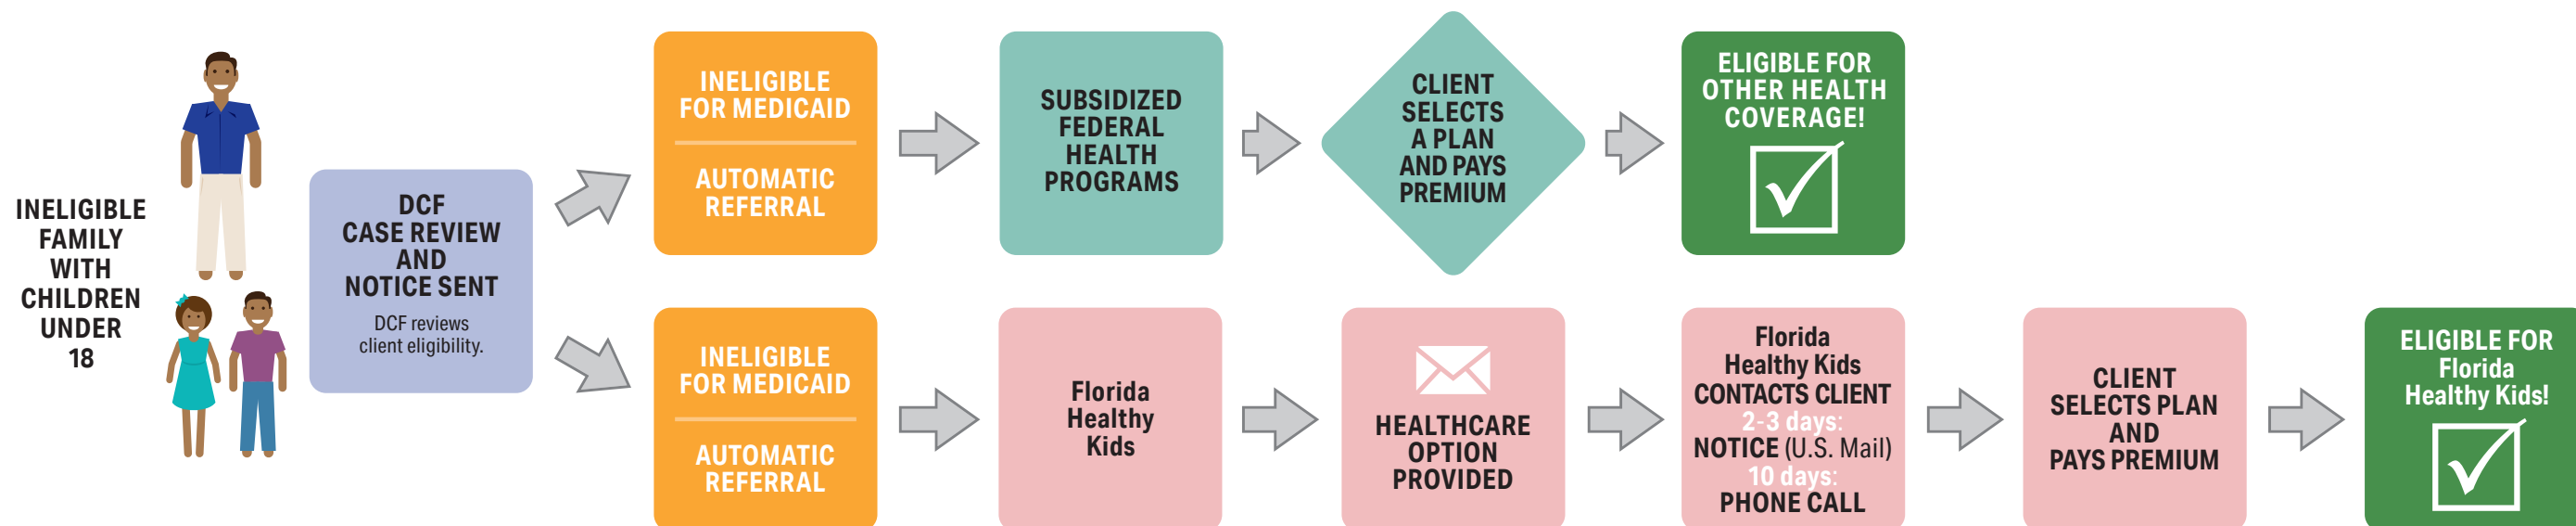 INELIGIBLE
FAMILY
WITH
CHILDREN
UNDER
18
DCF
CASE REVIEW
AND
NOTICE SENT
DCF reviews
client eligibility.
INELIGIBLE
FOR MEDICAID
AUTOMATIC
REFERRAL
SUBSIDIZED
FEDERAL
HEALTH
PROGRAMS
CLIENT
SELECTS
A PLAN
AND PAYS
PREMIUM
ELIGIBLE FOR
OTHER HEALTH
COVERAGE!
INELIGIBLE
FOR MEDICAID
AUTOMATIC
REFERRAL
Florida
Healthy
Kids
HEALTHCARE
OPTION
PROVIDED
Florida
Healthy Kids
CONTACTS CLIENT
2-3 days:
NOTICE (U.S. Mail)
10 days:
PHONE CALL
CLIENT
SELECTS PLAN
AND
PAYS PREMIUM
ELIGIBLE FOR
Florida
Healthy Kids!